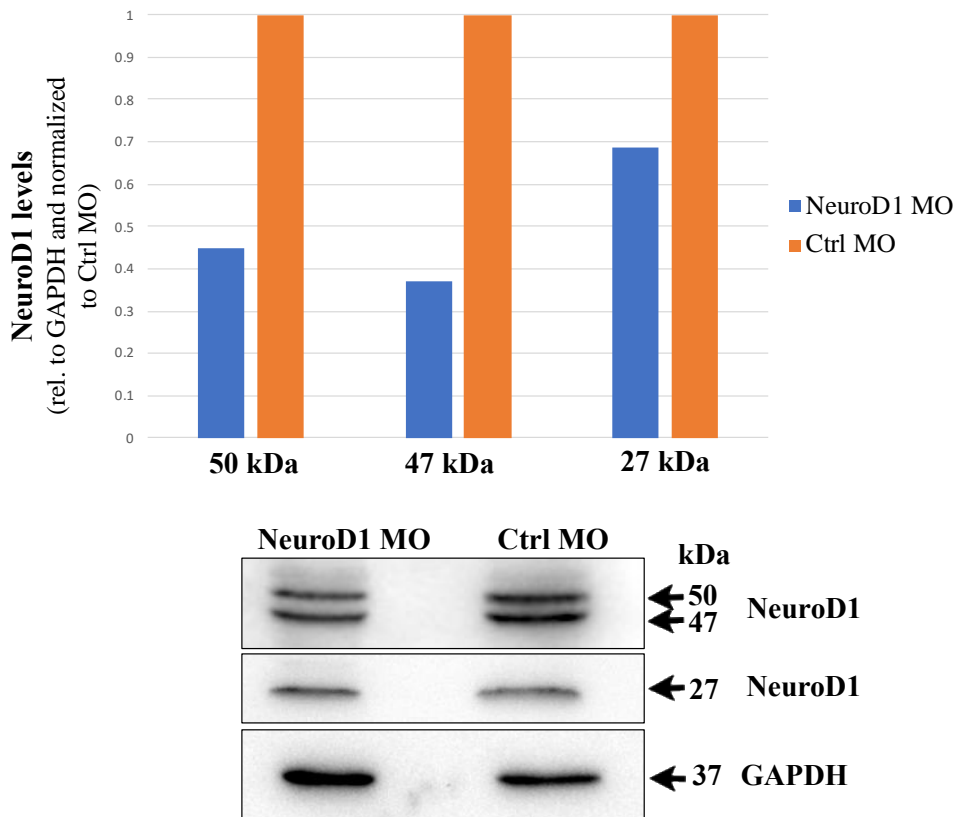 NeuroD1 levels
(rel. to GAPDH and normalized
to Ctrl MO)
1
0.9
0.8
0.7
0.6
0.5
0.4
0.3
0.2
0.1
0
50 kDa
47 kDa
27 kDa
NeuroD1 MO
Ctrl MO
NeuroD1 MO
Ctrl MO
kDa
50
47
NeuroD1
27
NeuroD1
37
GAPDH